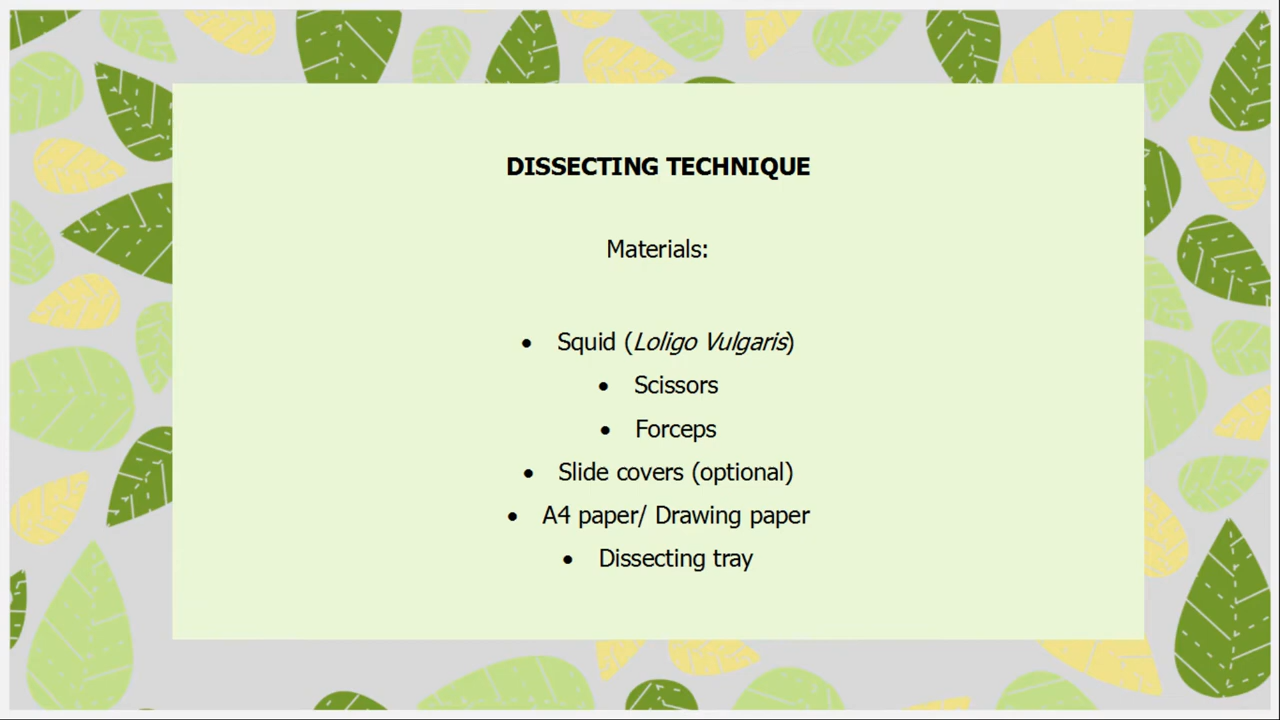 DISSECTING TECHNIQUE
Materials:
• Squid (Loligo Vulgaris)
• Scissors
• Forceps
• Slide covers (optional)
• A4 paper/ Drawing paper
• Dissecting tray